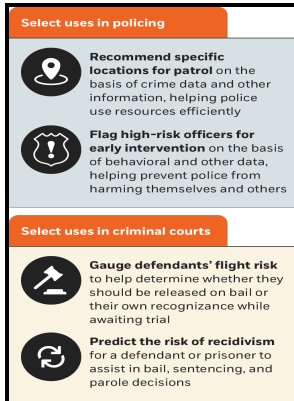 Select uses in policing
Recommend specific
locations for patrol on the
basis of crime data and other
information, helping police
use resources efficiently
Flag high-risk officers for
early intervention on the basis
of behavioral and other data,
helping prevent police from
harming themselves and others
Select uses in criminal courts
Gauge defendants’ flight risk
to help determine whether they
should be released on bail or
their own recognizance while
awaiting trial
Predict the risk of recidivism
for a defendant or prisoner to
assist in bail, sentencing, and
parole decisions